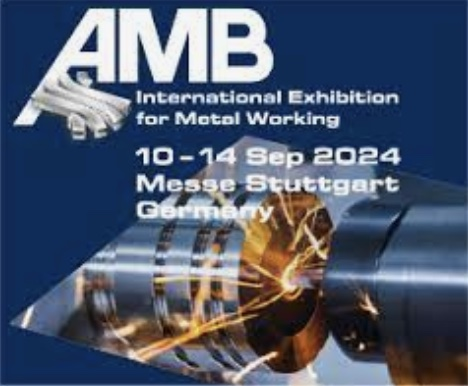 AMB
International Exhibition
for Metal Working
10 – 14 Sep 2024
Messe Stuttgart
Germany